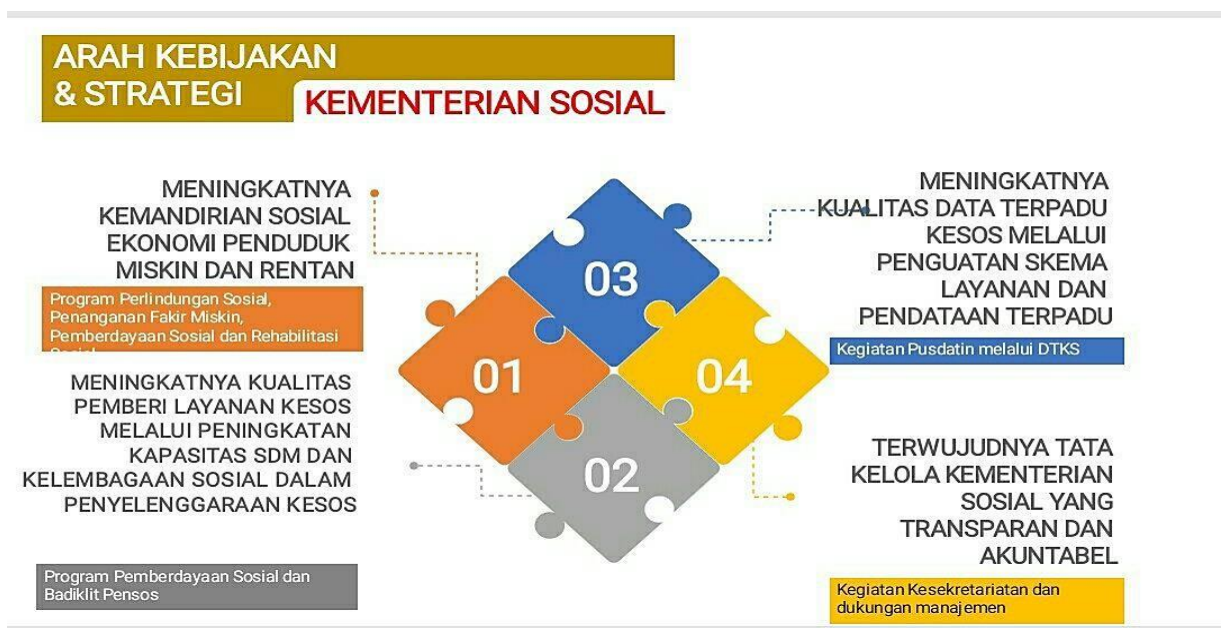 ARAH KEBIJAKAN
& STRATEGI
KEMENTERIAN SOSIAL
MENINGKATNYA
KEMANDIRIAN SOSIAL
EKONOMI PENDUDUK
MISKIN DAN RENTAN
Program Perlindungan Sosial,
Penanganan Fakir Miskin,
Pemberdayaan Sosial dan Rehabilitasi
MENINGKATNYA KUALITAS
PEMBERI LAYANAN KESOS
MELALUI PENINGKATAN
KAPASITAS SDM DAN
KELEMBAGAAN SOSIAL DALAM
PENYELENGGARAAN KESOS
Program Pemberdayaan Sosial dan
Badiklit Pensos
03
01
04
02
MENINGKATNYA
KUALITAS DATA TERPADU
KESOS MELALUI
PENGUATAN SKEMA
LAYANAN DAN
PENDATAAN TERPADU
Kegiatan Pusdatin melalui DTKS
TERWUJUDNYA TATA
KELOLA KEMENTERIAN
SOSIAL YANG
TRANSPARAN DAN
AKUNTABEL
Kegiatan Kesekretariatan dan
dukungan manajemen